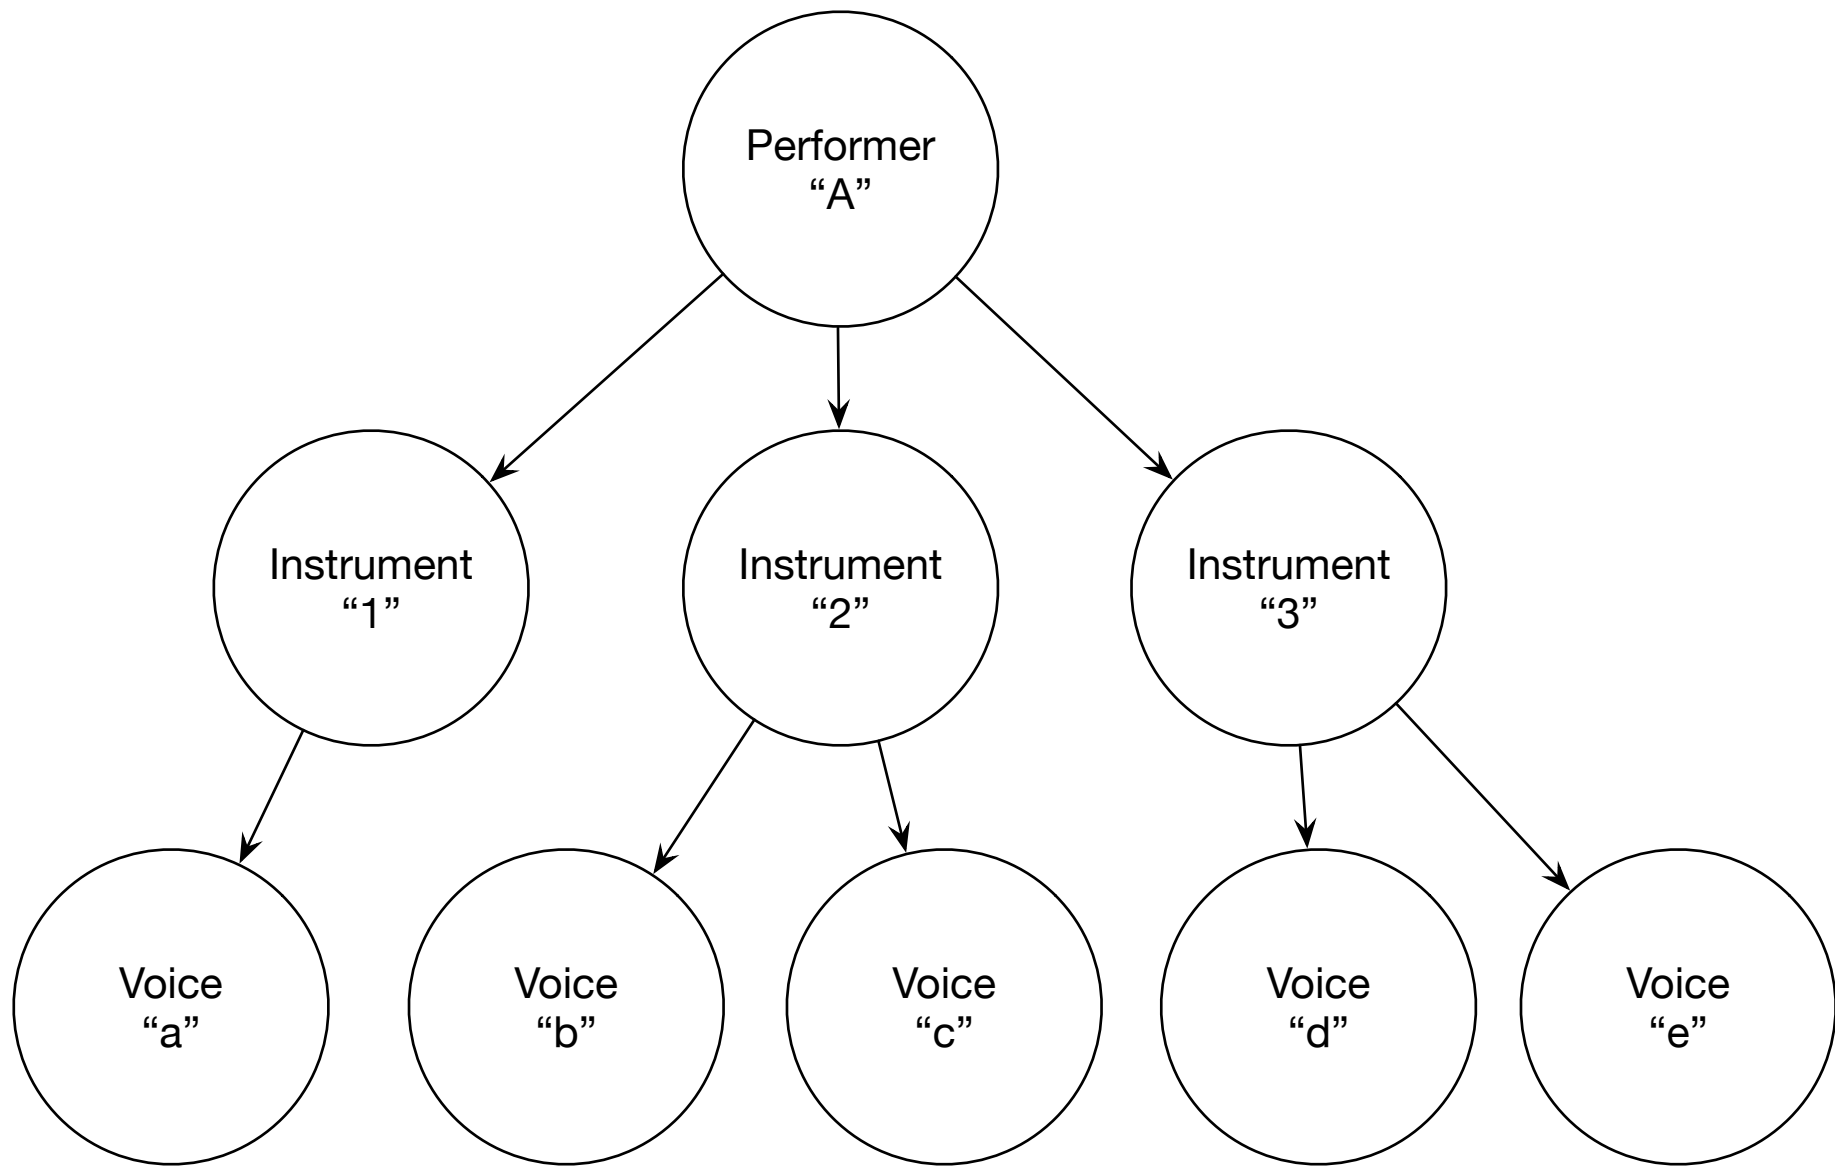 Performer
“A”
Instrument
“1”
Instrument
“2”
Instrument
“3”
Voice
“a”
Voice
“b”
Voice
“c”
Voice
“d”
Voice
“e”